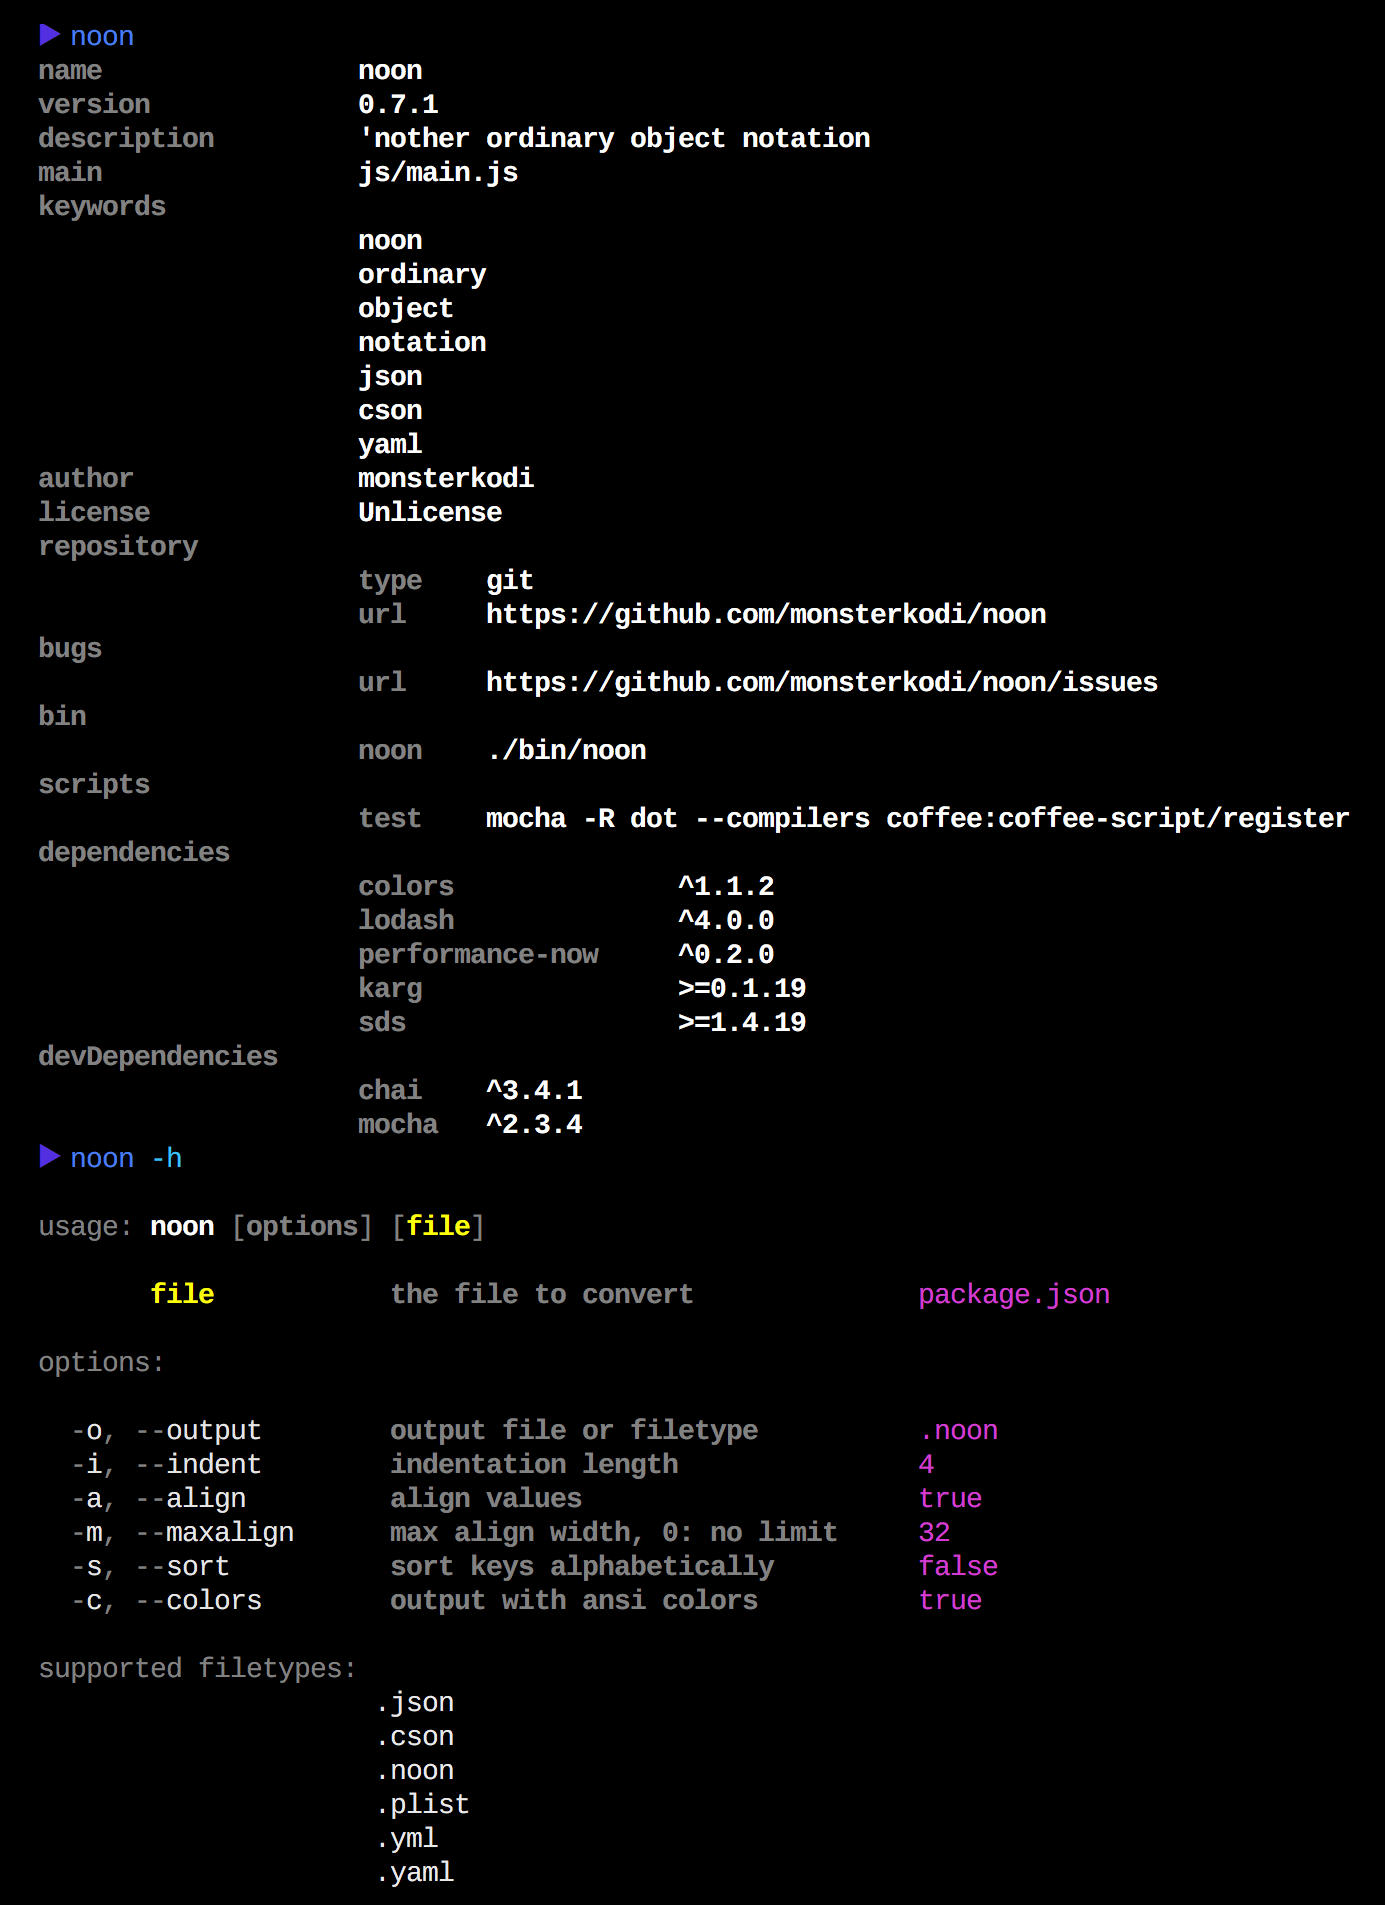 ▶ noon
name                noon
version             0.7.1
description         'nother ordinary object notation
main                js/main.js
keywords
                    noon
                    ordinary
                    object
                    notation
                    json
                    cson
                    yaml
author              monsterkodi
license             Unlicense
repository
                    type    git
                    url     https://github.com/monsterkodi/noon
bugs
                    url     https://github.com/monsterkodi/noon/issues
bin
                    noon    ./bin/noon
scripts
                    test    mocha -R dot --compilers coffee:coffee-script/register
dependencies
                    colors              ^1.1.2
                    lodash              ^4.0.0
                    performance-now     ^0.2.0
                    karg                >=0.1.19
                    sds                 >=1.4.19
devDependencies
                    chai    ^3.4.1
                    mocha   ^2.3.4
▶ noon -h

usage: noon [options] [file]

       file           the file to convert              package.json

options:

  -o, --output        output file or filetype          .noon
  -i, --indent        indentation length               4
  -a, --align         align values                     true
  -m, --maxalign      max align width, 0: no limit     32
  -s, --sort          sort keys alphabetically         false
  -c, --colors        output with ansi colors          true

supported filetypes:
                     .json
                     .cson
                     .noon
                     .plist
                     .yml
                     .yaml